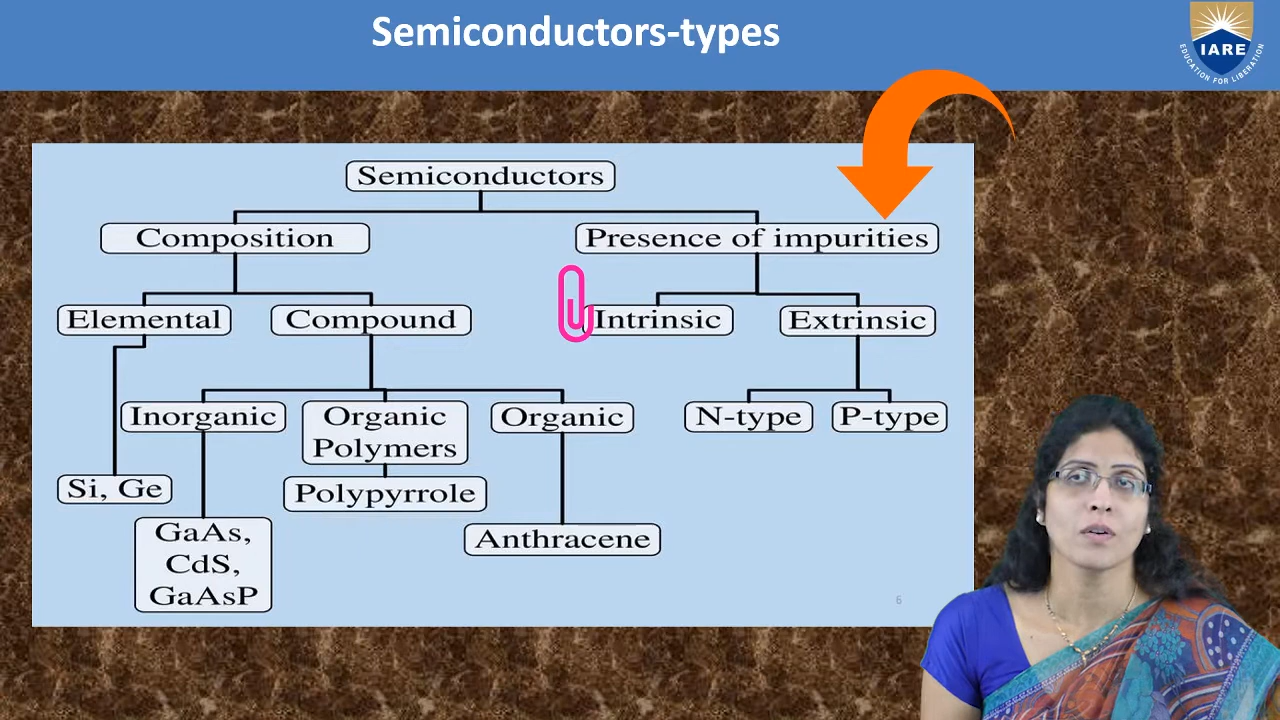 Semiconductors-types
IARE
EDUCATION FOR LIBERATION
Semiconductors
Composition
Presence of impurities
Elemental
Compound
Intrinsic
Extrinsic
Inorganic
Organic
Polymers
Organic
N-type
P-type
Si, Ge
Polypyrrole
GaAs,
CdS,
GaAsP
Anthracene
6